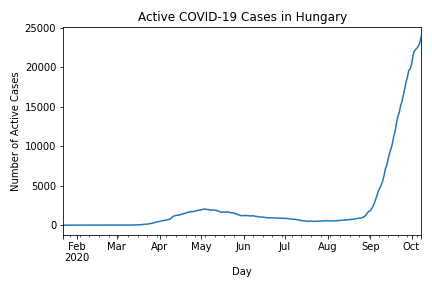 Active COVID-19 Cases in Hungary
25000
20000
15000
10000
5000
0
Number of Active Cases
Feb Mar Apr May Jun Jul Aug Sep Oct
2020
Day